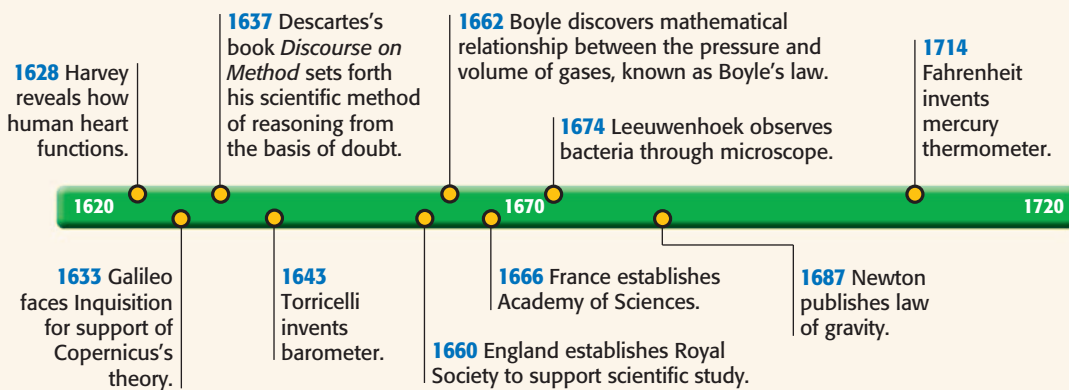 1628 Harvey
reveals how
human heart
functions.
1637 Descartes's
book Discourse on
Method sets forth
his scientific method
of reasoning from
the basis of doubt.
1662 Boyle discovers mathematical
relationship between the pressure and
volume of gases, known as Boyle's law.
1674 Leeuwenhoek observes
bacteria through microscope.
1714
Fahrenheit
invents
mercury
thermometer.
1620
1670
1720
1633 Galileo
faces Inquisition
for support of
Copernicus's
theory.
1643
Torricelli
invents
barometer.
1660 England establishes Royal
Society to support scientific study.
1666 France establishes
Academy of Sciences.
1687 Newton
publishes law
of gravity.